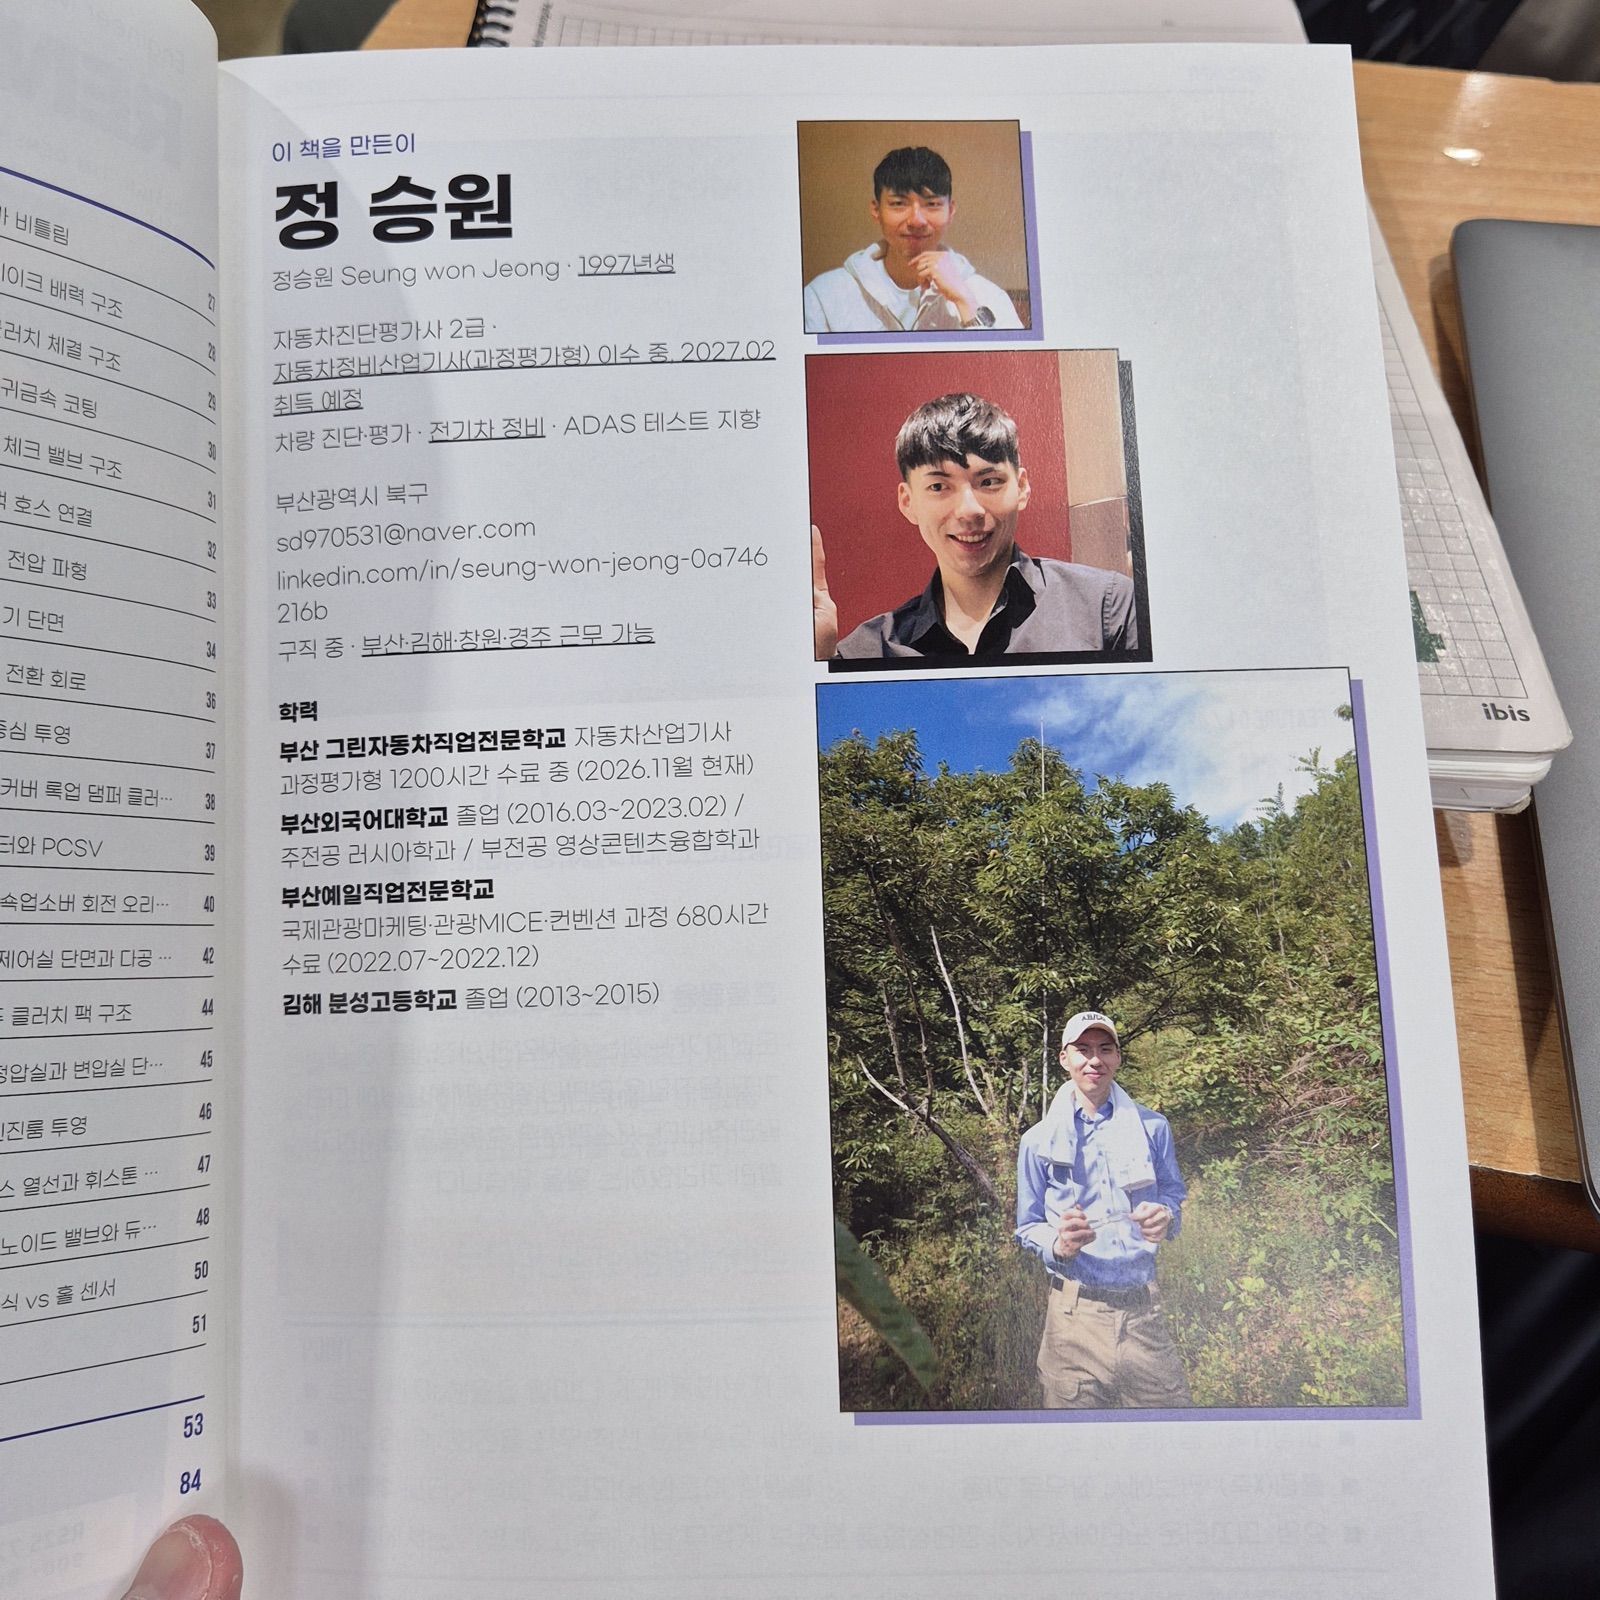 비틀림
27
이크 배력 구조
28
러치 체결 구조
29
귀금속 코팅
30
체크 밸브 구조
31
호스 연결
32
전압 파형
33
기 단면
34
전환 회로
36
중심 투영
37
커버 록업 댐퍼 클러…
38
터와 PCSV
39
쇽업소버 회전 오리…
40
제어실 단면과 다공 …
42
클러치 팩 구조
44
정압실과 변압실 단…
45
진룸 투영
46
스 열선과 휘스톤 …
47
노이드 밸브와 듀…
48
식 vs 홀 센서
50
51
53
84
이 책을 만든이
정 승원
정승원 Seung won Jeong · 1997년생
자동차진단평가사 2급 ·
자동차정비산업기사(과정평가형) 이수 중, 2027.02
취득 예정
차량 진단·평가 · 전기차 정비 · ADAS 테스트 지향
부산광역시 북구
sd970531@naver.com
linkedin.com/in/seung-won-jeong-0a746
216b
구직 중 · 부산·김해·창원·경주 근무 가능
학력
부산 그린자동차직업전문학교 자동차산업기사
과정평가형 1200시간 수료 중 (2026.11월 현재)
부산외국어대학교 졸업 (2016.03~2023.02) /
주전공 러시아학과 / 부전공 영상콘텐츠융합학과
부산예일직업전문학교
국제관광마케팅·관광MICE·컨벤션 과정 680시간
수료 (2022.07~2022.12)
김해 분성고등학교 졸업 (2013~2015)
ibis